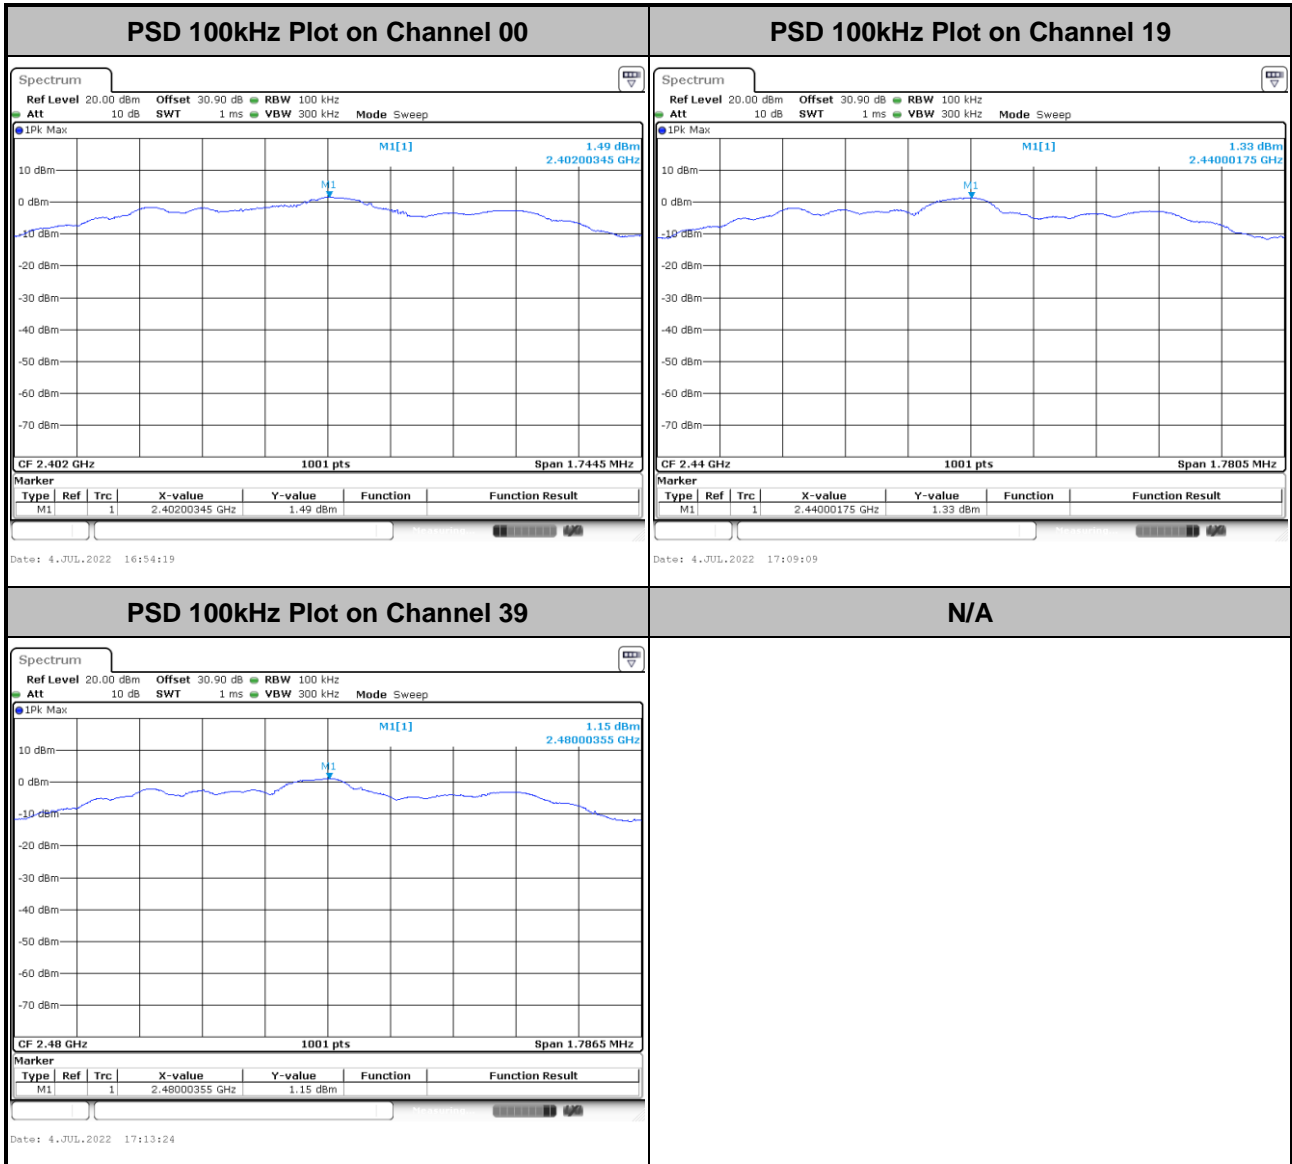 PSD 100kHz Plot on Channel 00
PSD 100kHz Plot on Channel 19
Spectrum
Ref Level 20.00 dBm Offset 30.90 dB RBW 100 kHz
Att 10 dB SWT 1 ms VBW 300 kHz Mode Sweep
1Pk Max
M1[1] 1.49 dBm
2.40200345 GHz
10 dBm
M1
0 dBm
-10 dBm
-20 dBm
-30 dBm
-40 dBm
-50 dBm
-60 dBm
-70 dBm
CF 2.402 GHz 1001 pts Span 1.7445 MHz
Marker
Type Ref Trc X-value Y-value Function Function Result
M1 1 2.40200345 GHz 1.49 dBm
Measuring
Date: 4.JUL.2022 16:54:19
Spectrum
Ref Level 20.00 dBm Offset 30.90 dB RBW 100 kHz
Att 10 dB SWT 1 ms VBW 300 kHz Mode Sweep
1Pk Max
M1[1] 1.33 dBm
2.44000175 GHz
10 dBm
M1
0 dBm
-10 dBm
-20 dBm
-30 dBm
-40 dBm
-50 dBm
-60 dBm
-70 dBm
CF 2.44 GHz 1001 pts Span 1.7805 MHz
Marker
Type Ref Trc X-value Y-value Function Function Result
M1 1 2.44000175 GHz 1.33 dBm
Measuring
Date: 4.JUL.2022 17:09:09
PSD 100kHz Plot on Channel 39
N/A
Spectrum
Ref Level 20.00 dBm Offset 30.90 dB RBW 100 kHz
Att 10 dB SWT 1 ms VBW 300 kHz Mode Sweep
1Pk Max
M1[1] 1.15 dBm
2.48000355 GHz
10 dBm
M1
0 dBm
-10 dBm
-20 dBm
-30 dBm
-40 dBm
-50 dBm
-60 dBm
-70 dBm
CF 2.48 GHz 1001 pts Span 1.7865 MHz
Marker
Type Ref Trc X-value Y-value Function Function Result
M1 1 2.48000355 GHz 1.15 dBm
Measuring
Date: 4.JUL.2022 17:13:24